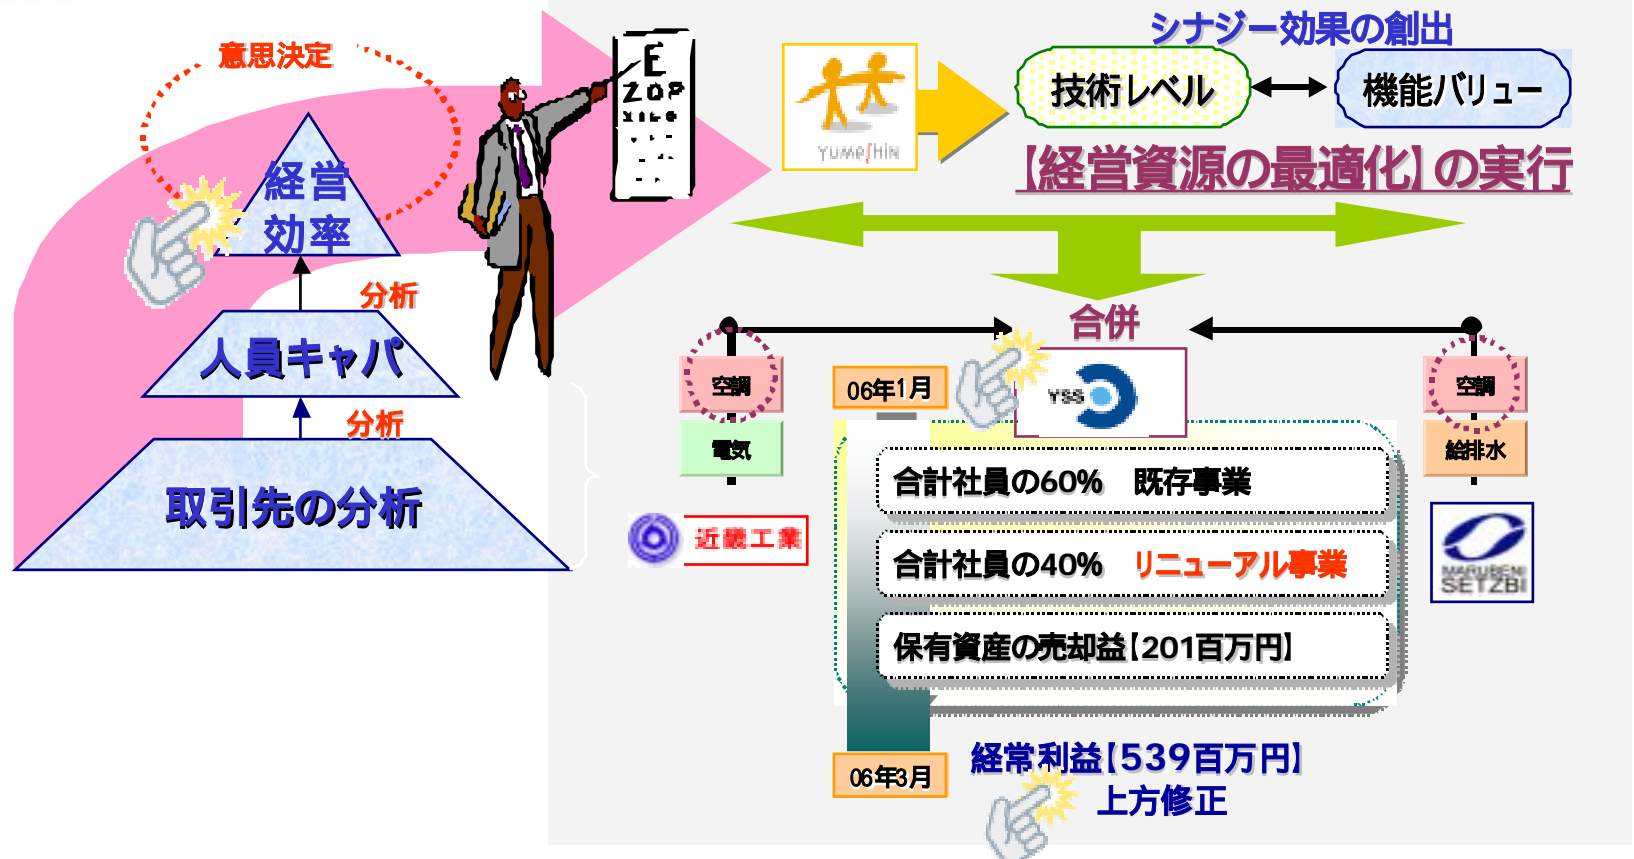 意思決定
経営
効率
分析
人員キャパ
分析
取引先の分析
E
ZOP
YUMESHIN
シナジー効果の創出
技術レベル
機能バリュー
【経営資源の最適化】の実行
合併
空調
電気
近畿工業
06年1月
YSS
空調
給排水
MARUBENI
SETZBI
合計社員の60% 既存事業
合計社員の40% リニューアル事業
保有資産の売却益【201百万円】
06年3月
経常利益【539百万円】
上方修正